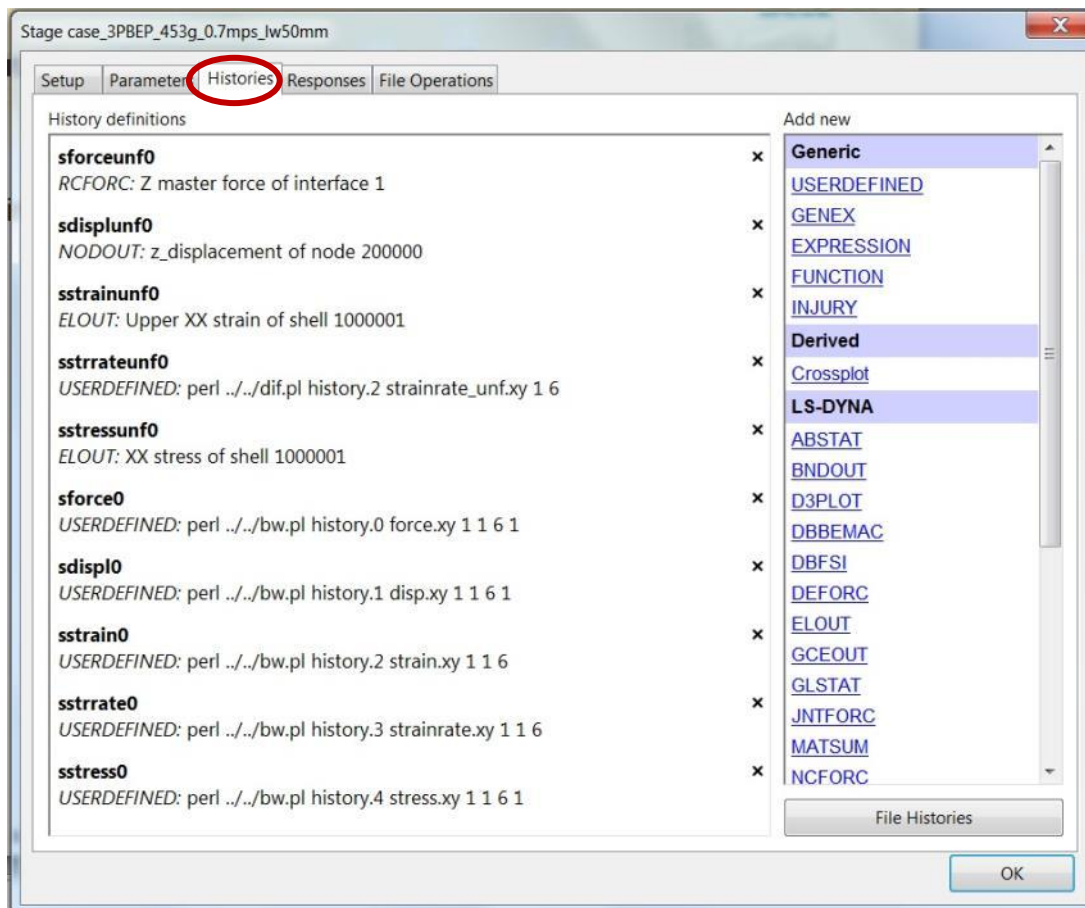 Stage case_3PBEP_453g_0.7mps_lw50mm
Setup
Parameter
Histories
Responses
File Operations
History definitions
sforceunf0
RCFORC: Z master force of interface 1
sdisplunf0
NODOUT: z_displacement of node 200000
sstrainunf0
ELOUT: Upper XX strain of shell 1000001
sstrrateunf0
USERDEFINED: perl ../../dif.pl history.2 strainrate_unf.xy 1 6
sstressunf0
ELOUT: XX stress of shell 1000001
sforce0
USERDEFINED: perl ../../bw.pl history.0 force.xy 1 1 6 1
sdispl0
USERDEFINED: perl ../../bw.pl history.1 disp.xy 1 1 6 1
sstrain0
USERDEFINED: perl ../../bw.pl history.2 strain.xy 1 1 6
sstrrate0
USERDEFINED: perl ../../bw.pl history.3 strainrate.xy 1 1 6
sstress0
USERDEFINED: perl ../../bw.pl history.4 stress.xy 1 1 6 1
Add new
Generic
USERDEFINED
GENEX
EXPRESSION
FUNCTION
INJURY
Derived
Crossplot
LS-DYNA
ABSTAT
BNDOUT
D3PLOT
DBBEMAC
DBFSI
DEFORC
ELOUT
GCEOUT
GLSTAT
JNTFORC
MATSUM
NCFORC
File Histories
OK